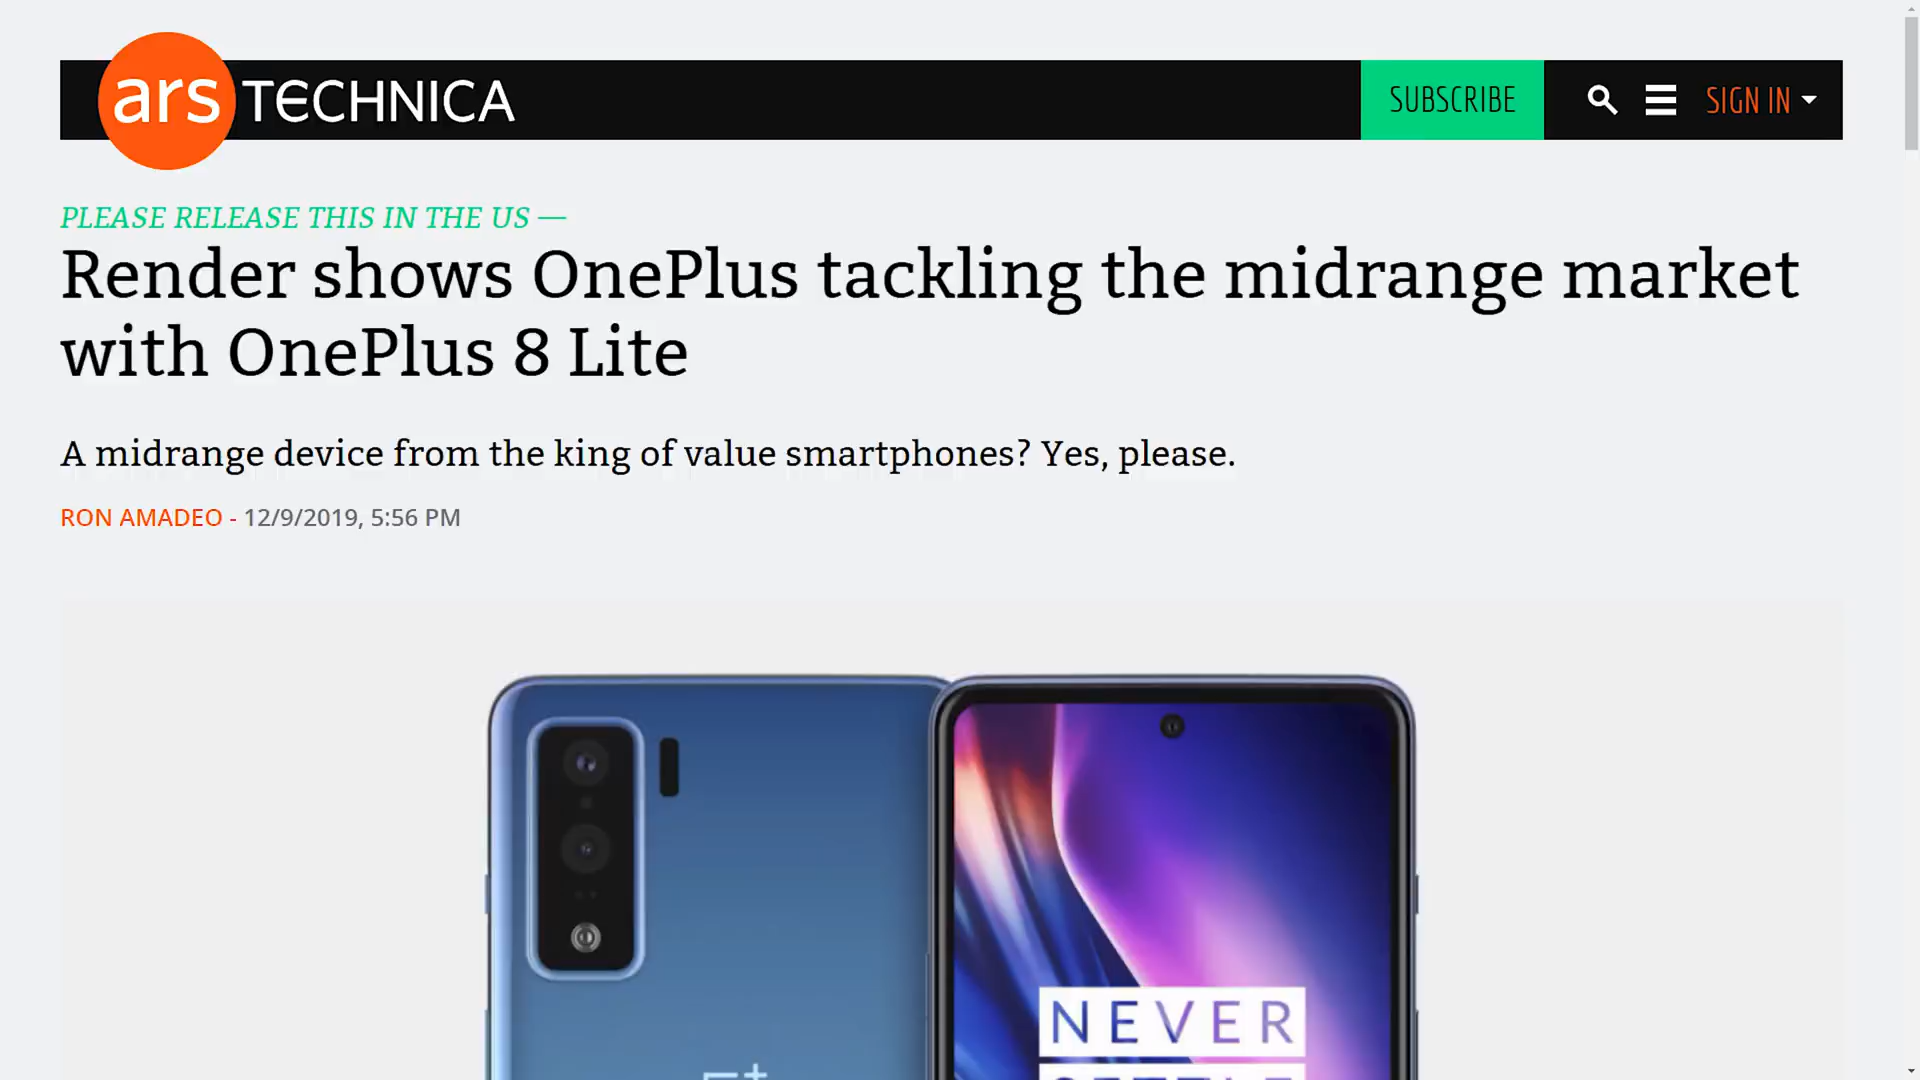 ars TECHNICA
SUBSCRIBE
SIGN IN
PLEASE RELEASE THIS IN THE US —
Render shows OnePlus tackling the midrange market
with OnePlus 8 Lite
A midrange device from the king of value smartphones? Yes, please.
RON AMADEO - 12/9/2019, 5:56 PM
NEVER